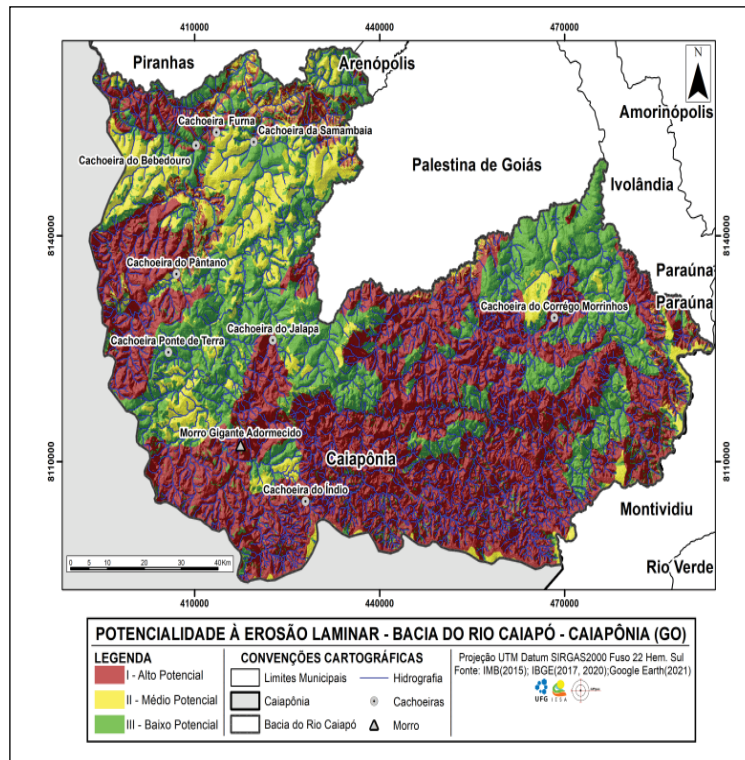 410000 440000 470000
Piranhas
Arenópolis
N
Amorinópolis
Cachoeira Furna
Cachoeira da Samambaia
Cachoeira do Bebedouro
Palestina de Goiás
Ivolândia
8140000 8140000
Cachoeira do Pântano
Paraúna
Paraúna
Cachoeira do Corrégo Morrinhos
Cachoeira do Jalapa
Cachoeira Ponte de Terra
Morro Gigante Adormecido
Caiapônia
8110000 8110000
Cachoeira do Índio
Montividiu
Rio Verde
0 5 10 20 30 40Km
410000 440000 470000
POTENCIALIDADE À EROSÃO LAMINAR - BACIA DO RIO CAIAPÓ - CAIAPÔNIA (GO)
LEGENDA
I - Alto Potencial
II - Médio Potencial
III - Baixo Potencial
CONVENÇÕES CARTOGRÁFICAS
Limites Municipais
Hidrografia
Caiapônia
Cachoeiras
Bacia do Rio Caiapó
Morro
Projeção UTM Datum SIRGAS2000 Fuso 22 Hem. Sul
Fonte: IMB(2015); IBGE(2017, 2020);Google Earth(2021)
UFG